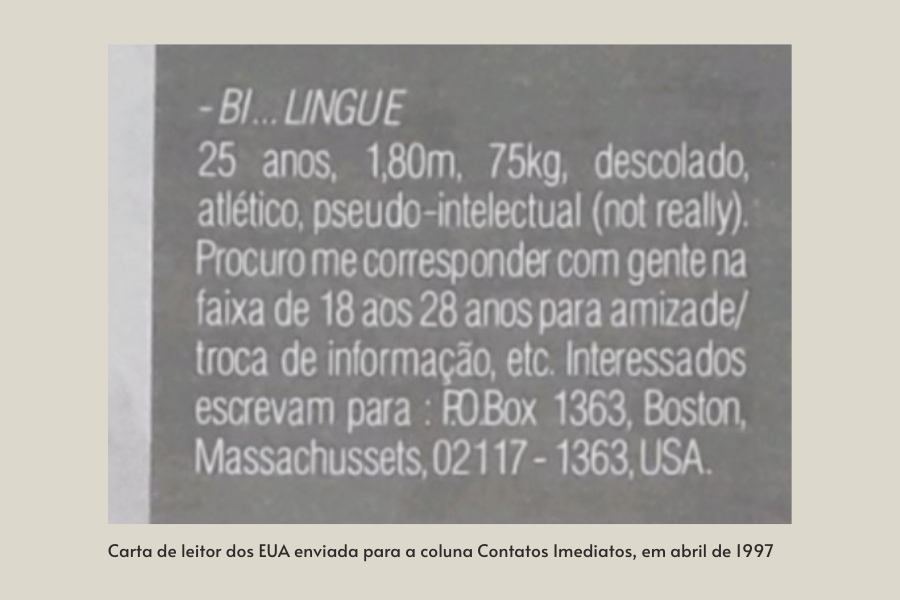 - BI... LINGUE
25 anos, 1,80m, 75kg, descolado,
atlético, pseudo-intelectual (not really).
Procuro me corresponder com gente na
faixa de 18 aos 28 anos para amizade/
troca de informação, etc. Interessados
escrevam para : P.O.Box 1363, Boston,
Massachussets, 02117 - 1363, USA.
Carta de leitor dos EUA enviada para a coluna Contatos Imediatos, em abril de 1997